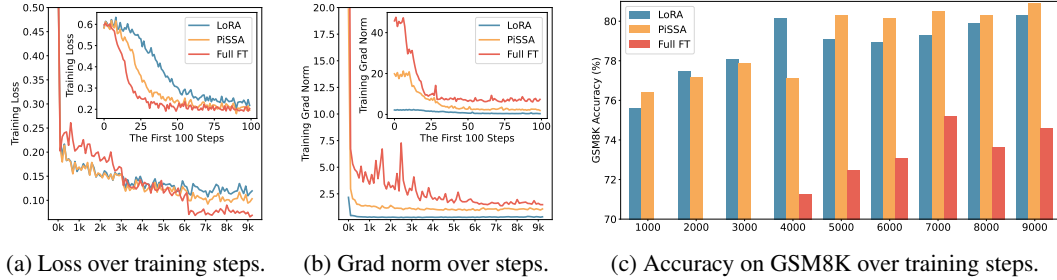 0.50
0.45
0.40
0.35
0.30
0.25
0.20
0.15
0.10
Training Loss
0k 1k 2k 3k 4k 5k 6k 7k 8k 9k
0.6
0.5
0.4
0.3
0.2
Training Loss
0 25 50 75 100
The First 100 Steps
LoRA
PiSSA
Full FT
(a) Loss over training steps.
20.0
17.5
15.0
12.5
10.0
7.5
5.0
2.5
0.0
Training Grad Norm
0k 1k 2k 3k 4k 5k 6k 7k 8k 9k
40
20
0
Training Grad Norm
0 25 50 75 100
The First 100 Steps
LoRA
PiSSA
Full FT
(b) Grad norm over steps.
80
78
76
74
72
70
GSM8K Accuracy (%)
LoRA
PiSSA
Full FT
1000 2000 3000 4000 5000 6000 7000 8000 9000
(c) Accuracy on GSM8K over training steps.